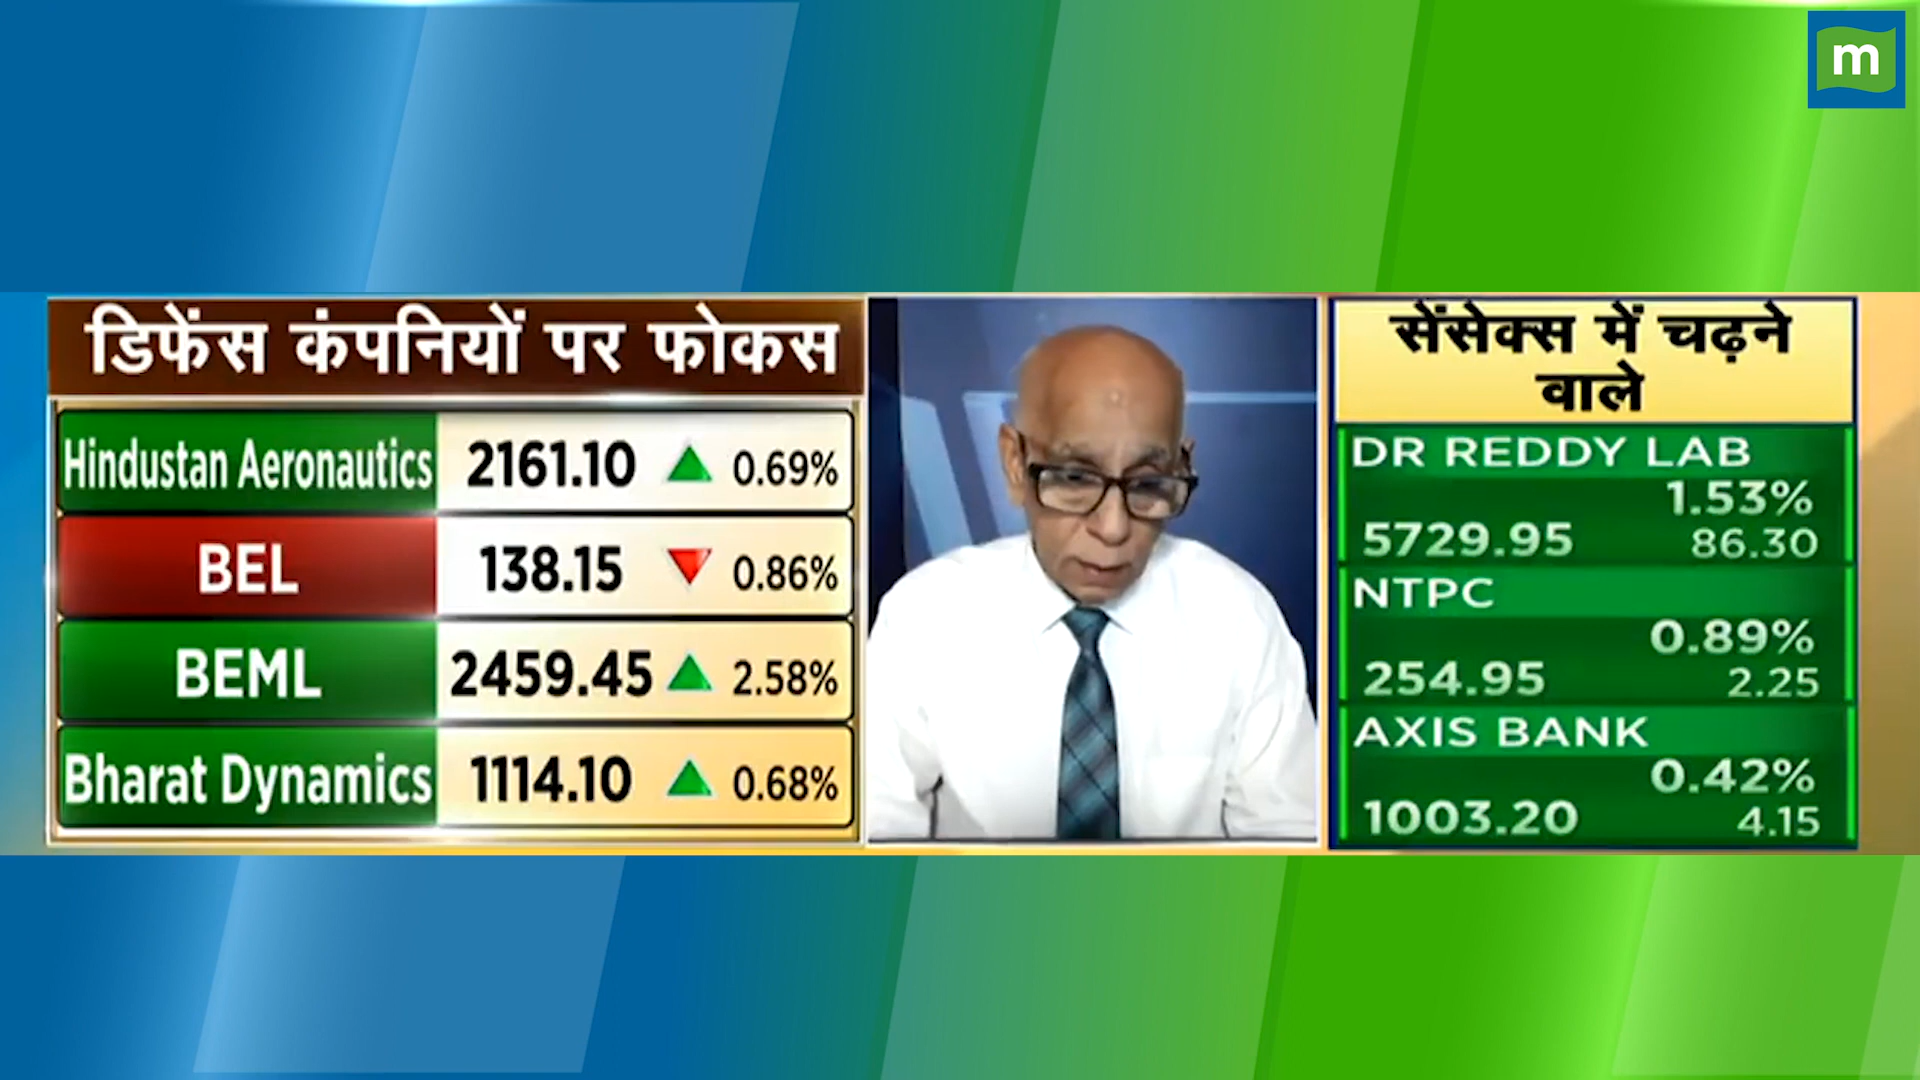 m
डिफेंस कंपनियों पर फोकस
Hindustan Aeronautics 2161.10 ▲ 0.69%
BEL 138.15 ▼ 0.86%
BEML 2459.45 ▲ 2.58%
Bharat Dynamics 1114.10 ▲ 0.68%
सेंसेक्स में चढ़ने
वाले
DR REDDY LAB
1.53%
5729.95 86.30
NTPC
0.89%
254.95 2.25
AXIS BANK
0.42%
1003.20 4.15